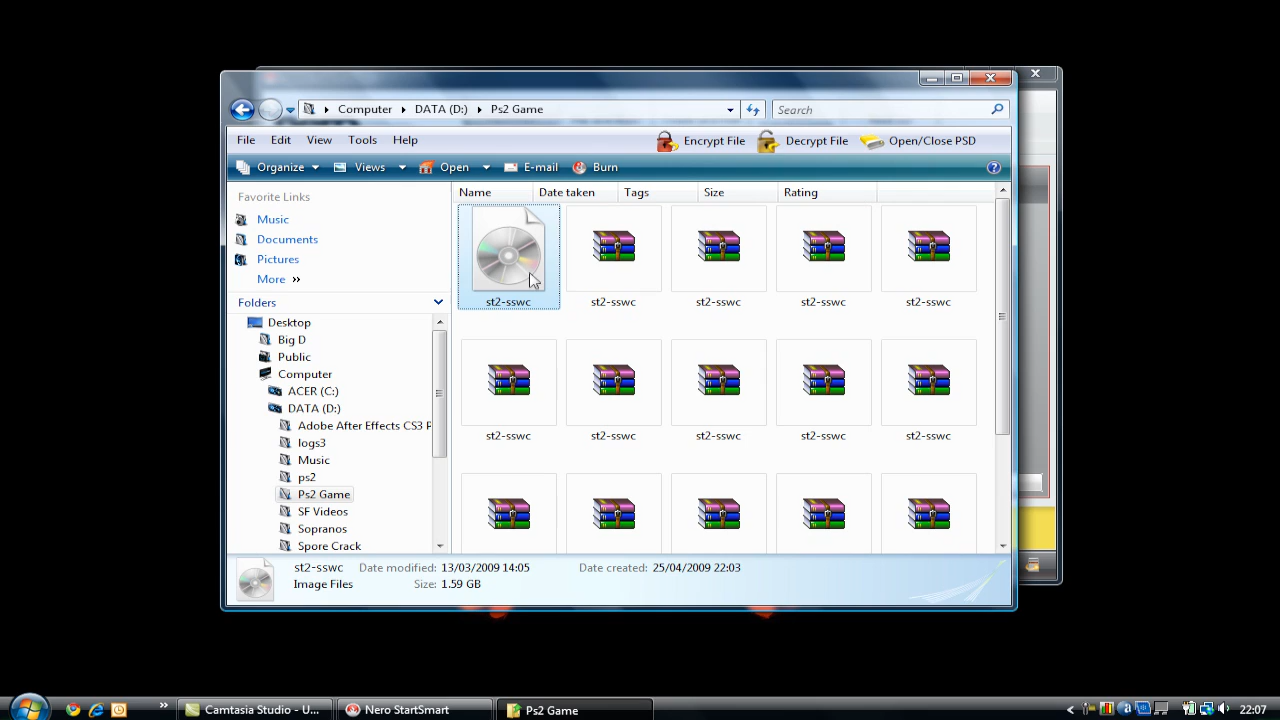 Computer DATA (D:) Ps2 Game Search
File Edit View Tools Help Encrypt File Decrypt File Open/Close PSD
Organize Views Open E-mail Burn
Favorite Links
Music
Documents
Pictures
More »
Folders
Desktop
Big D
Public
Computer
ACER (C:)
DATA (D:)
Adobe After Effects CS3 P
logs3
Music
ps2
Ps2 Game
SF Videos
Sopranos
Spore Crack
Name Date taken Tags Size Rating
st2-sswc st2-sswc st2-sswc st2-sswc st2-sswc
st2-sswc st2-sswc st2-sswc st2-sswc st2-sswc
st2-sswc Date modified: 13/03/2009 14:05 Date created: 25/04/2009 22:03
Image Files Size: 1.59 GB
Camtasia Studio - U... Nero StartSmart Ps2 Game 22:07